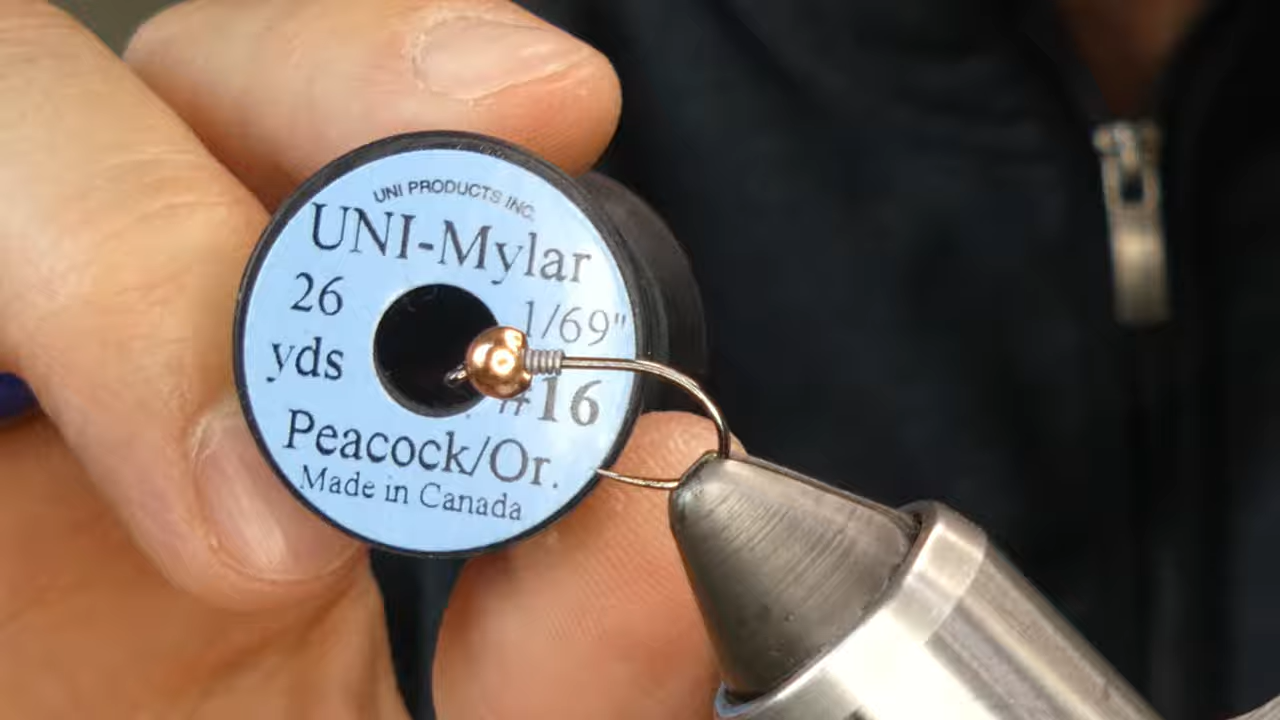 UNI PRODUCTS INC.
UNI-Mylar
26 1/69"
yds #16
Peacock/Or.
Made in Canada